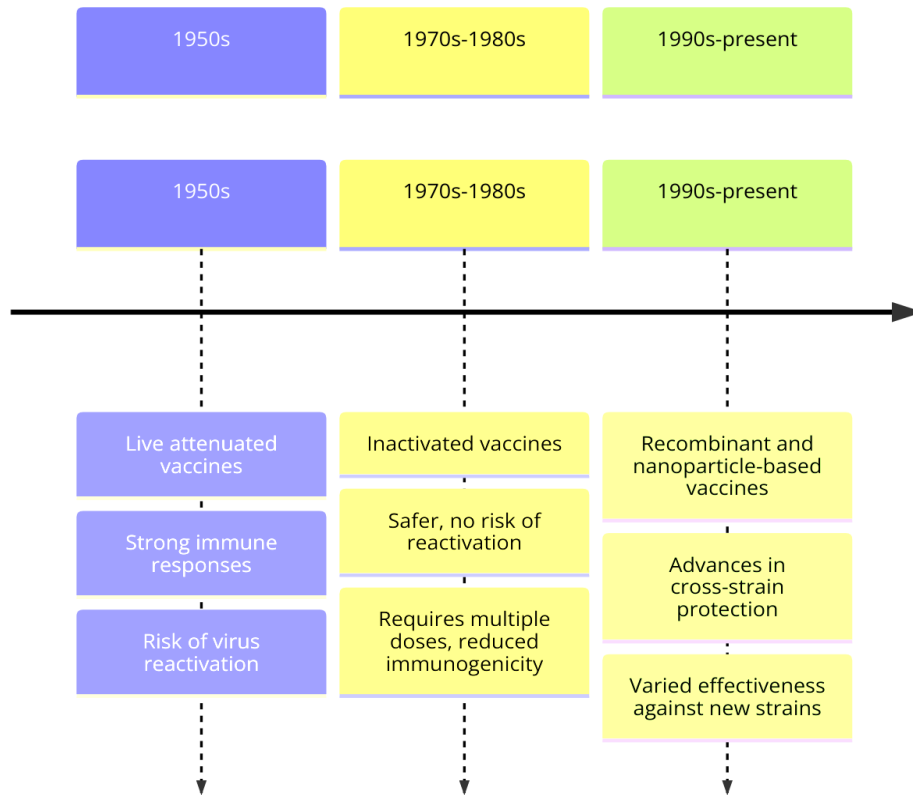 1950s
1970s-1980s
1990s-present
1950s
1970s-1980s
1990s-present
Live attenuated
vaccines
Strong immune
responses
Risk of virus
reactivation
Inactivated vaccines
Safer, no risk of
reactivation
Requires multiple
doses, reduced
immunogenicity
Recombinant and
nanoparticle-based
vaccines
Advances in
cross-strain
protection
Varied effectiveness
against new strains